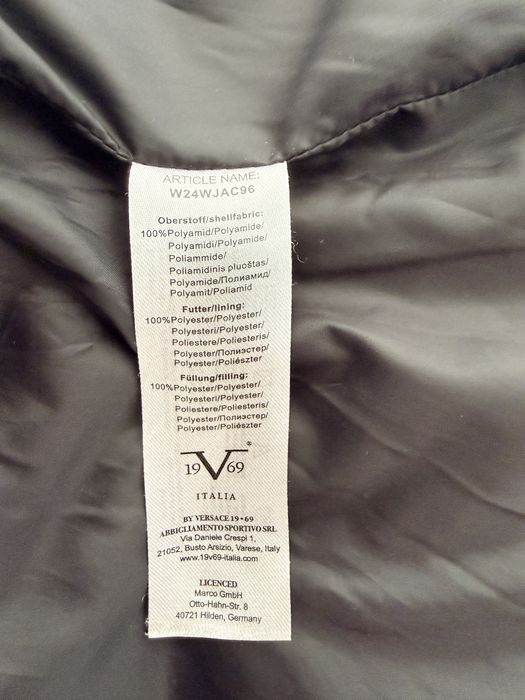 ARTICLE NAME:
W24WJAC96
Oberstoff/shellfabric:
100%Polyamid/Polyamide/
Polyamidi/Polyamide/
Poliammide/
Poliamidinis pluoštas/
Polyamide/Полиамид/
Polyamit/Poliamid
Futter/lining:
100%Polyester/Polyester/
Polyesteri/Polyester/
Poliestere/Poliesteris/
Polyester/Полиэстер/
Polyester/Poliészter
Füllung/filling:
100%Polyester/Polyester/
Polyesteri/Polyester/
Poliestere/Poliesteris/
Polyester/Полиэстер/
Polyester/Poliészter
19V69®
ITALIA
BY VERSACE 19•69
ABBIGLIAMENTO SPORTIVO SRL
Via Daniele Crespi 1,
21052, Busto Arsizio, Varese, Italy
www.19v69-italia.com
LICENCED
Marco GmbH
Otto-Hahn-Str. 8
40721 Hilden, Germany